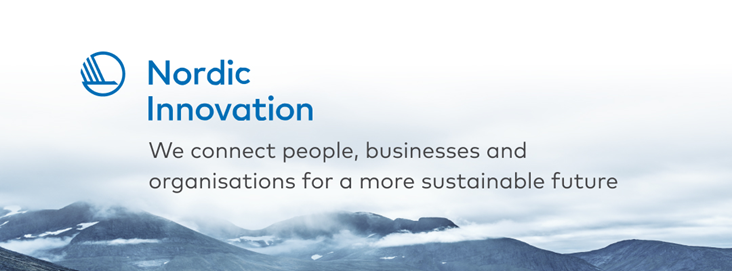 Nordic
Innovation
We connect people, businesses and
organisations for a more sustainable future